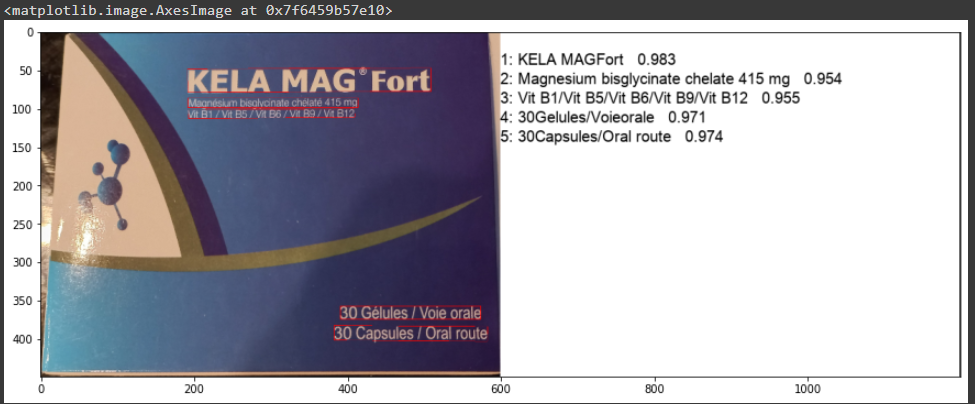 <matplotlib.image.AxesImage at 0x7f6459b57e10>
0
50
100
150
200
250
300
350
400
KELA MAG® Fort
Magnésium bisglycinate chélaté 415 mg
Vit B1 / Vit B5 / Vit B6 / Vit B9 / Vit B12
30 Gélules / Voie orale
30 Capsules / Oral route
1: KELA MAGFort 0.983
2: Magnesium bisglycinate chelate 415 mg 0.954
3: Vit B1/Vit B5/Vit B6/Vit B9/Vit B12 0.955
4: 30Gelules/Voieorale 0.971
5: 30Capsules/Oral route 0.974
0 200 400 600 800 1000